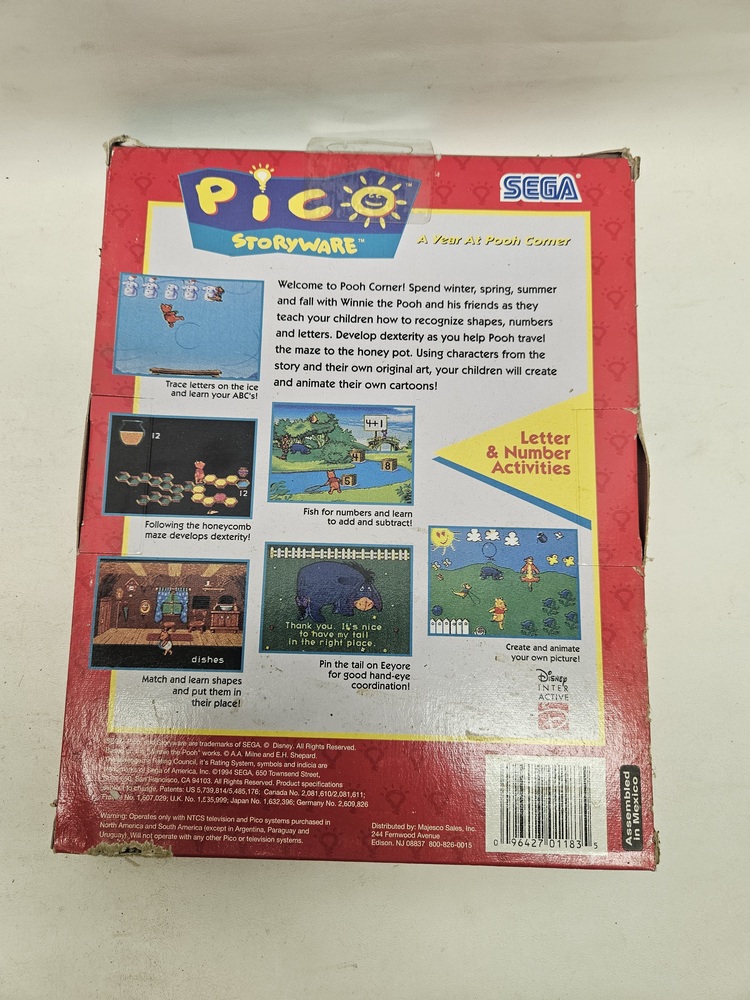 PICO™
STORYWARE™
SEGA®
A Year At Pooh Corner
Welcome to Pooh Corner! Spend winter, spring, summer
and fall with Winnie the Pooh and his friends as they
teach your children how to recognize shapes, numbers
and letters. Develop dexterity as you help Pooh travel
the maze to the honey pot. Using characters from the
story and their own original art, your children will create
and animate their own cartoons!
Trace letters on the ice
and learn your ABC's!
12
12
Following the honeycomb
maze develops dexterity!
4+1
4
8
5
Fish for numbers and learn
to add and subtract!
Letter
& Number
Activities
dishes
Match and learn shapes
and put them in
their place!
Thank you. It's nice
to have my tail
in the right place.
Pin the tail on Eeyore
for good hand-eye
coordination!
Create and animate
your own picture!
Disney
INTER
ACTIVE
Storyware are trademarks of SEGA. © Disney. All Rights Reserved.
the Pooh" works. © A.A. Milne and E.H. Shepard.
Rating Council, it's Rating System, symbols and indicia are
of Sega of America, Inc. ©1994 SEGA, 650 Townsend Street,
San Francisco, CA 94103. All Rights Reserved. Product specifications
to change. Patents: US 5,739,814/5,485,176; Canada No. 2,081,610/2,081,611;
No. 1,607,029; U.K. No. 1,535,999; Japan No. 1,632,396; Germany No. 2,609,826
Warning: Operates only with NTCS television and Pico systems purchased in
North America and South America (except in Argentina, Paraguay and
Uruguay). Will not operate with any other Pico or television systems.
Distributed by: Majesco Sales, Inc.
244 Fernwood Avenue
Edison, NJ 08837 800-826-0015
0 96427 01183 5
Assembled
in Mexico